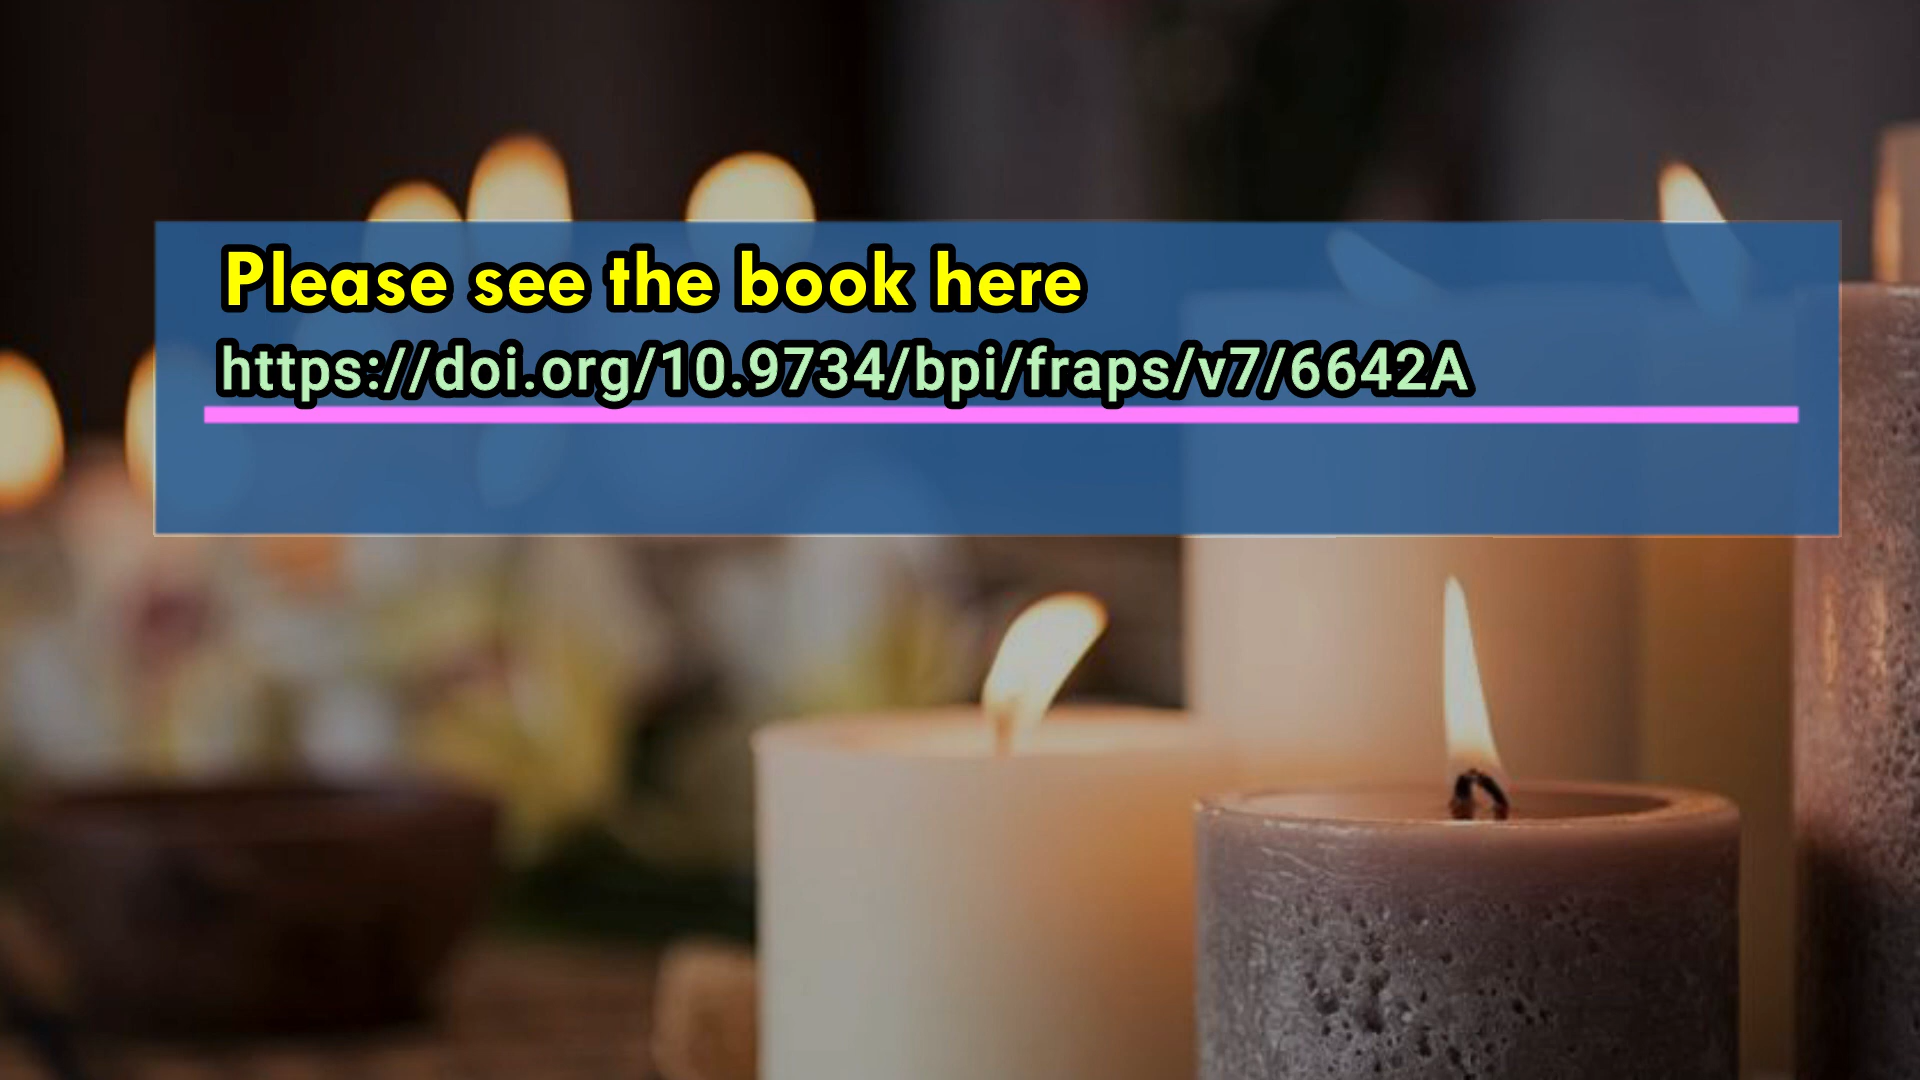 Please see the book here
https://doi.org/10.9734/bpi/fraps/v7/6642A